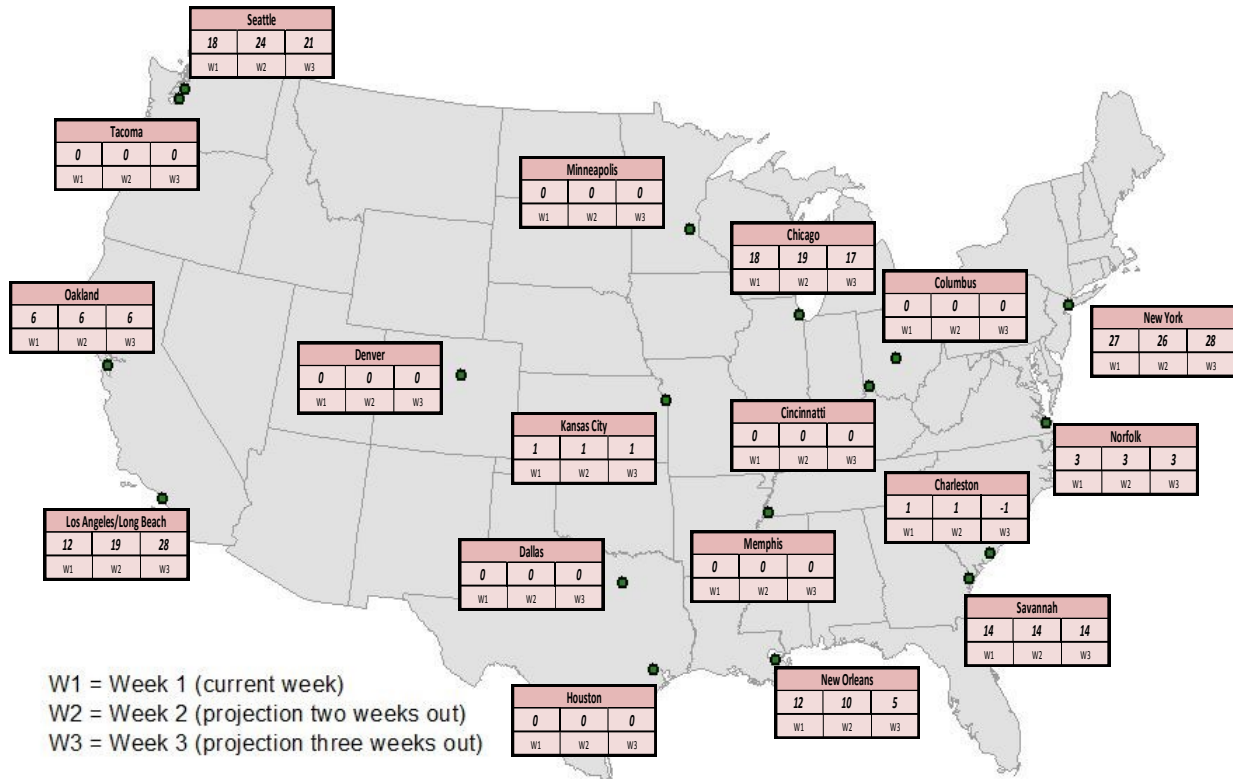 Seattle
18 24 21
W1 W2 W3
Tacoma
0 0 0
W1 W2 W3
Minneapolis
0 0 0
W1 W2 W3
Chicago
18 19 17
W1 W2 W3
Columbus
0 0 0
W1 W2 W3
Oakland
6 6 6
W1 W2 W3
New York
27 26 28
W1 W2 W3
Denver
0 0 0
W1 W2 W3
Kansas City
1 1 1
W1 W2 W3
Cincinnatti
0 0 0
W1 W2 W3
Norfolk
3 3 3
W1 W2 W3
Charleston
1 1 -1
W1 W2 W3
Los Angeles/Long Beach
12 19 28
W1 W2 W3
Dallas
0 0 0
W1 W2 W3
Memphis
0 0 0
W1 W2 W3
Savannah
14 14 14
W1 W2 W3
New Orleans
12 10 5
W1 W2 W3
Houston
0 0 0
W1 W2 W3
W1 = Week 1 (current week)
W2 = Week 2 (projection two weeks out)
W3 = Week 3 (projection three weeks out)